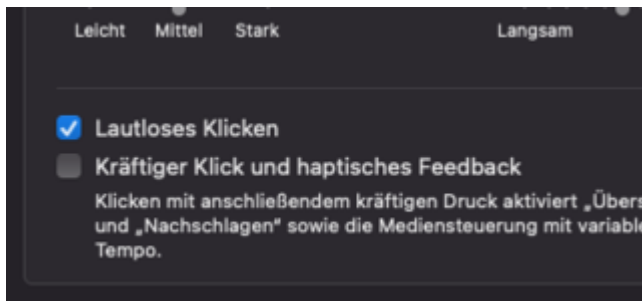 Leicht Mittel Stark Langsam
Lautloses Klicken
Kräftiger Klick und haptisches Feedback
Klicken mit anschließendem kräftigen Druck aktiviert „Übers
und „Nachschlagen“ sowie die Mediensteuerung mit variable
Tempo.